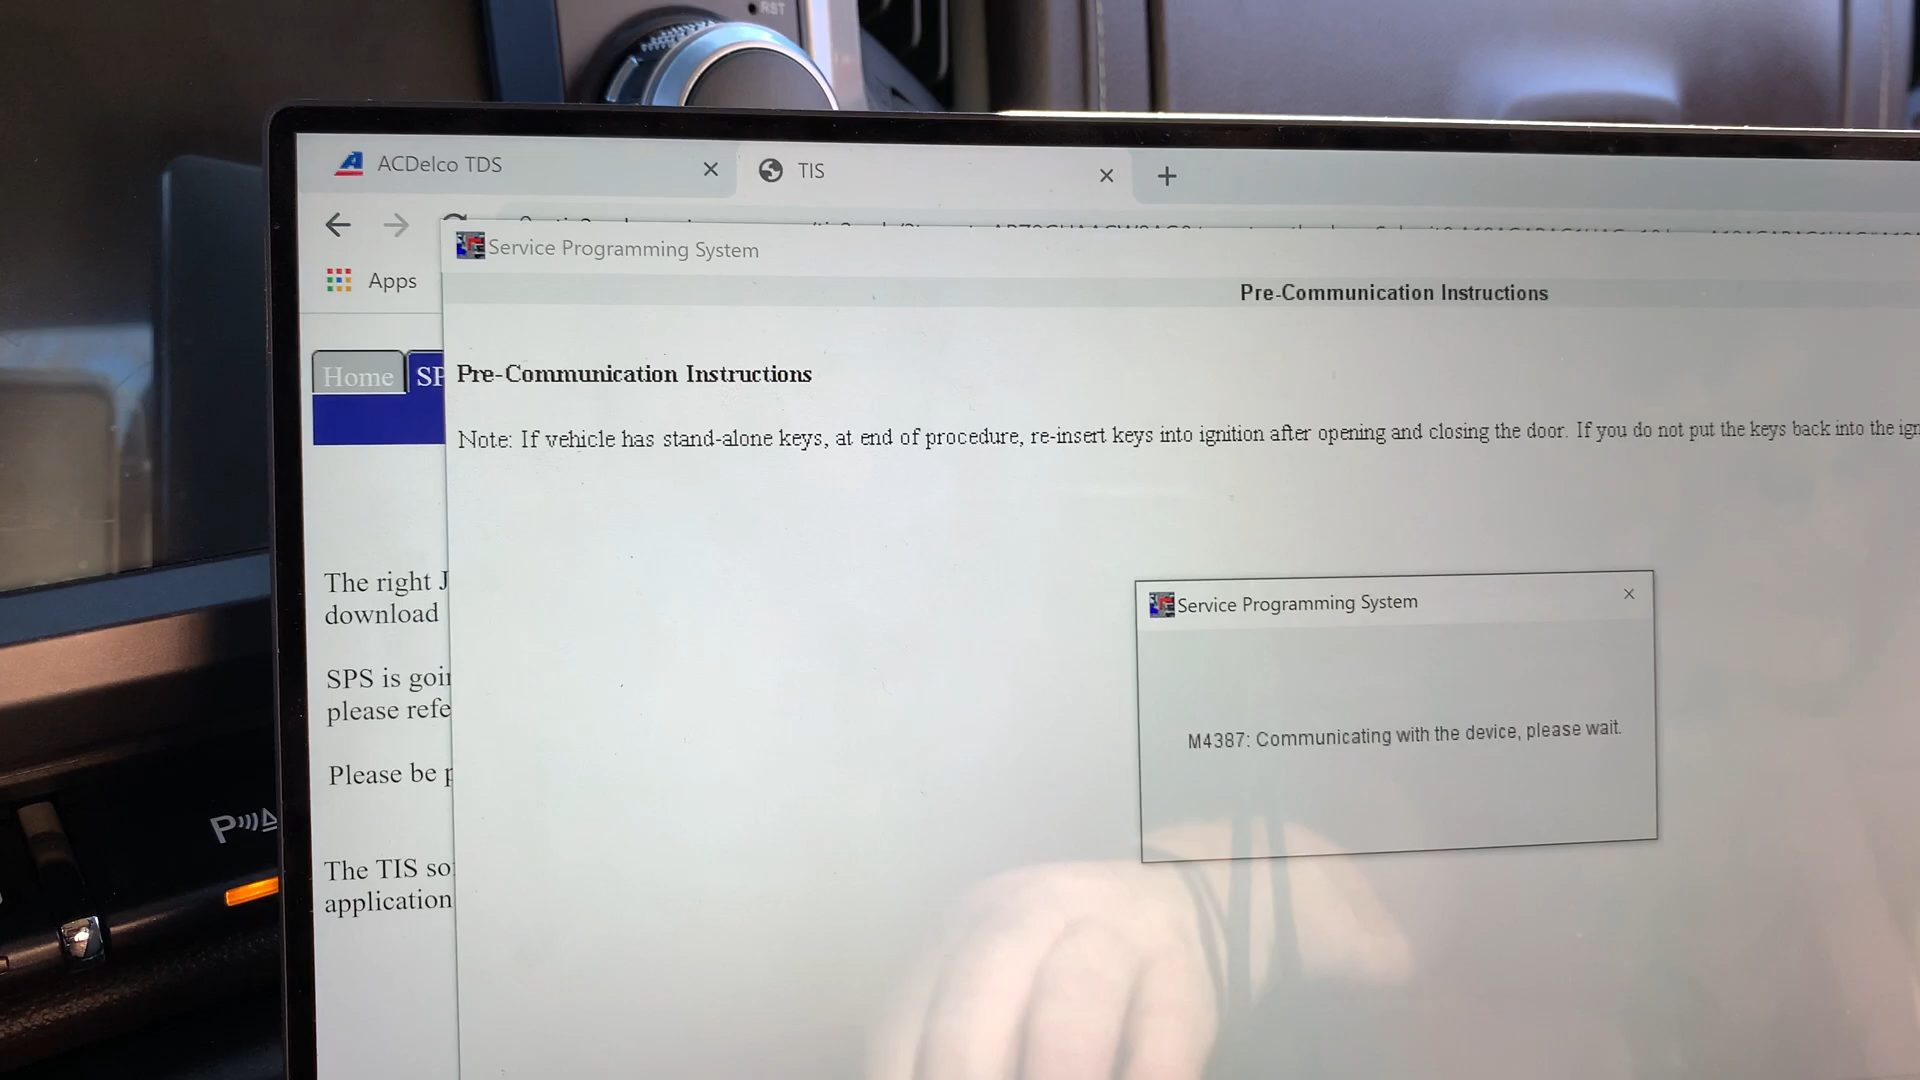 RST
ACDelco TDS
TIS
Service Programming System
Apps
Pre-Communication Instructions
Home
SP
Pre-Communication Instructions
Note: If vehicle has stand-alone keys, at end of procedure, re-insert keys into ignition after opening and closing the door. If you do not put the keys back into the ign
The right J
download
Service Programming System
SPS is goin
please refe
M4387: Communicating with the device, please wait.
Please be p
P
The TIS so
application